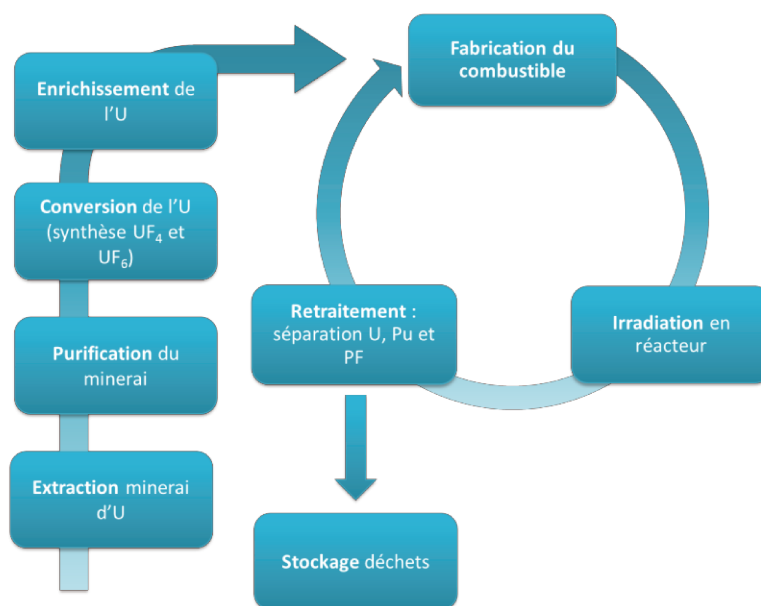 Enrichissement de
l'U
Conversion de l'U
(synthèse UF₄ et
UF₆)
Purification du
minerai
Extraction minerai
d'U
Fabrication du
combustible
Irradiation en
réacteur
Retraitement :
séparation U, Pu et
PF
Stockage déchets